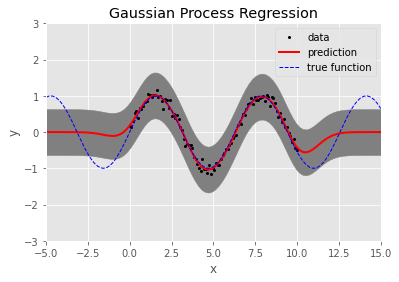 Gaussian Process Regression
data
prediction
true function
y
3
2
1
0
−1
−2
−3
−5.0 −2.5 0.0 2.5 5.0 7.5 10.0 12.5 15.0
x